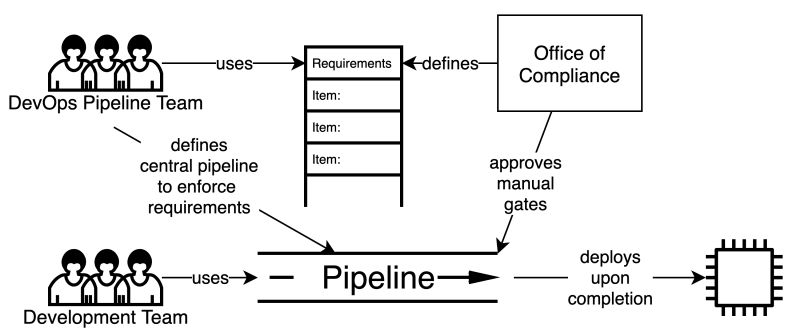 uses
Requirements
defines
Office of
Compliance
Item:
Item:
Item:
DevOps Pipeline Team
defines
central pipeline
to enforce
requirements
approves
manual
gates
uses
Pipeline
deploys
upon
completion
Development Team